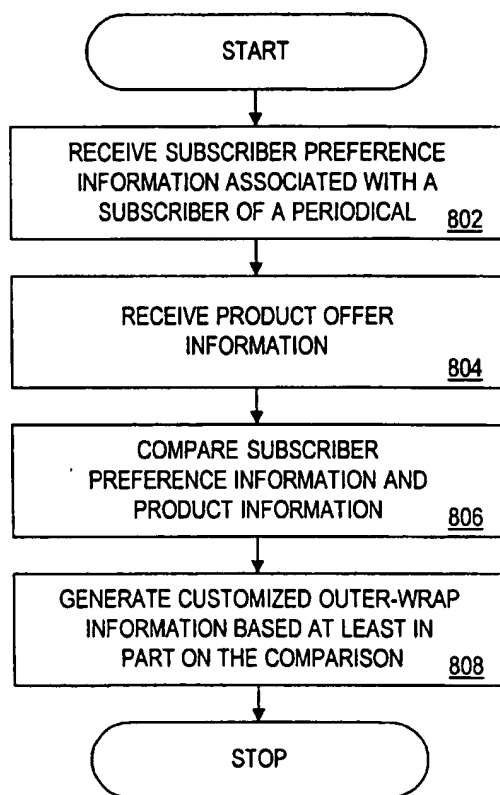 START
RECEIVE SUBSCRIBER PREFERENCE
INFORMATION ASSOCIATED WITH A
SUBSCRIBER OF A PERIODICAL
802
RECEIVE PRODUCT OFFER
INFORMATION
804
COMPARE SUBSCRIBER
PREFERENCE INFORMATION AND
PRODUCT INFORMATION
806
GENERATE CUSTOMIZED OUTER-WRAP
INFORMATION BASED AT LEAST IN
PART ON THE COMPARISON
808
STOP